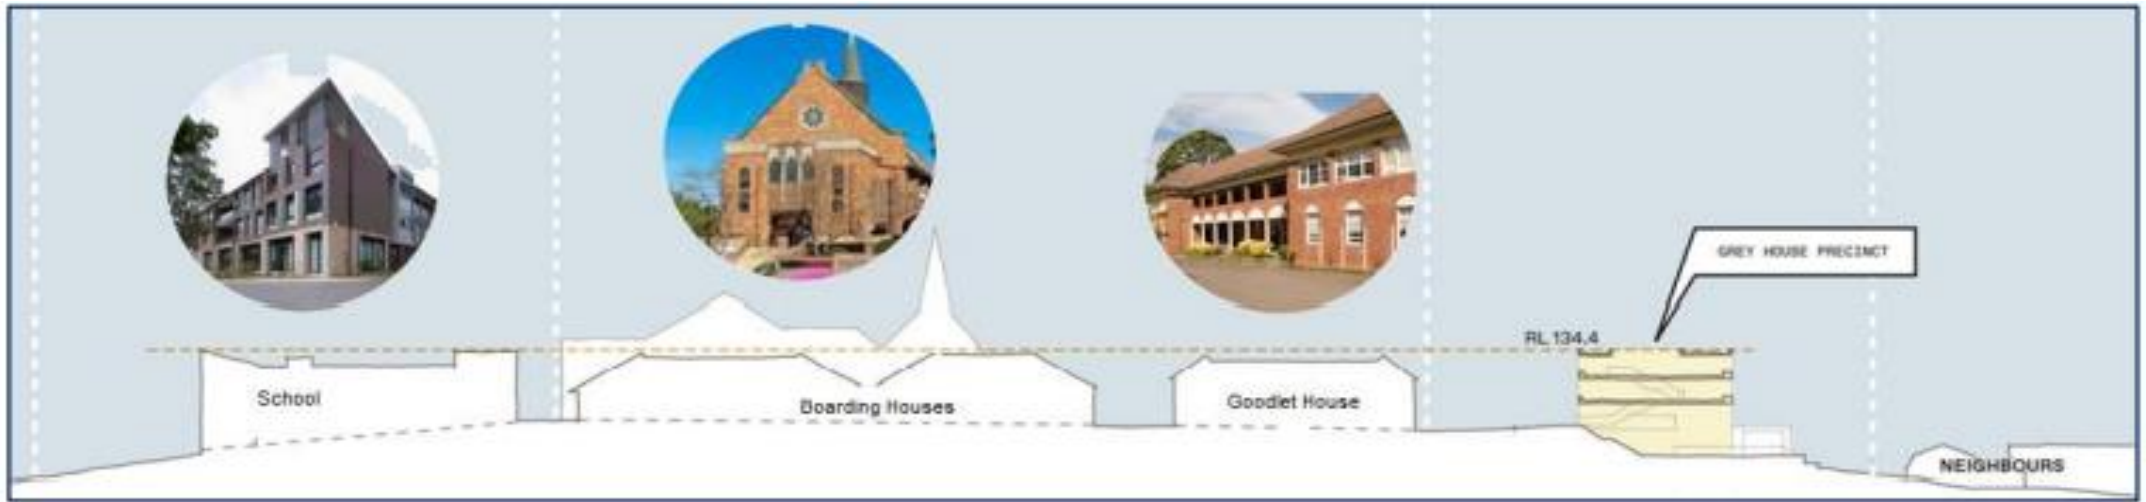 GREY HOUSE PRECINCT
RL 134.4
School
Boarding Houses
Goodlet House
NEIGHBOURS